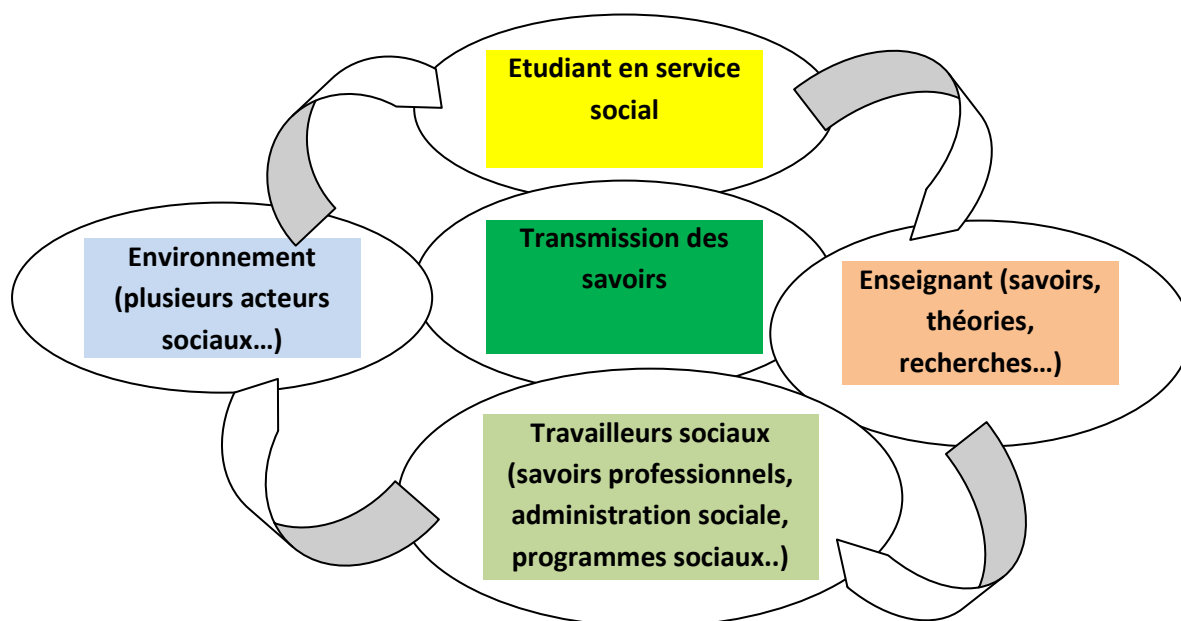 Etudiant en service
social
Transmission des
savoirs
Environnement
(plusieurs acteurs
sociaux…)
Enseignant (savoirs,
théories,
recherches…)
Travailleurs sociaux
(savoirs professionnels,
administration sociale,
programmes sociaux..)